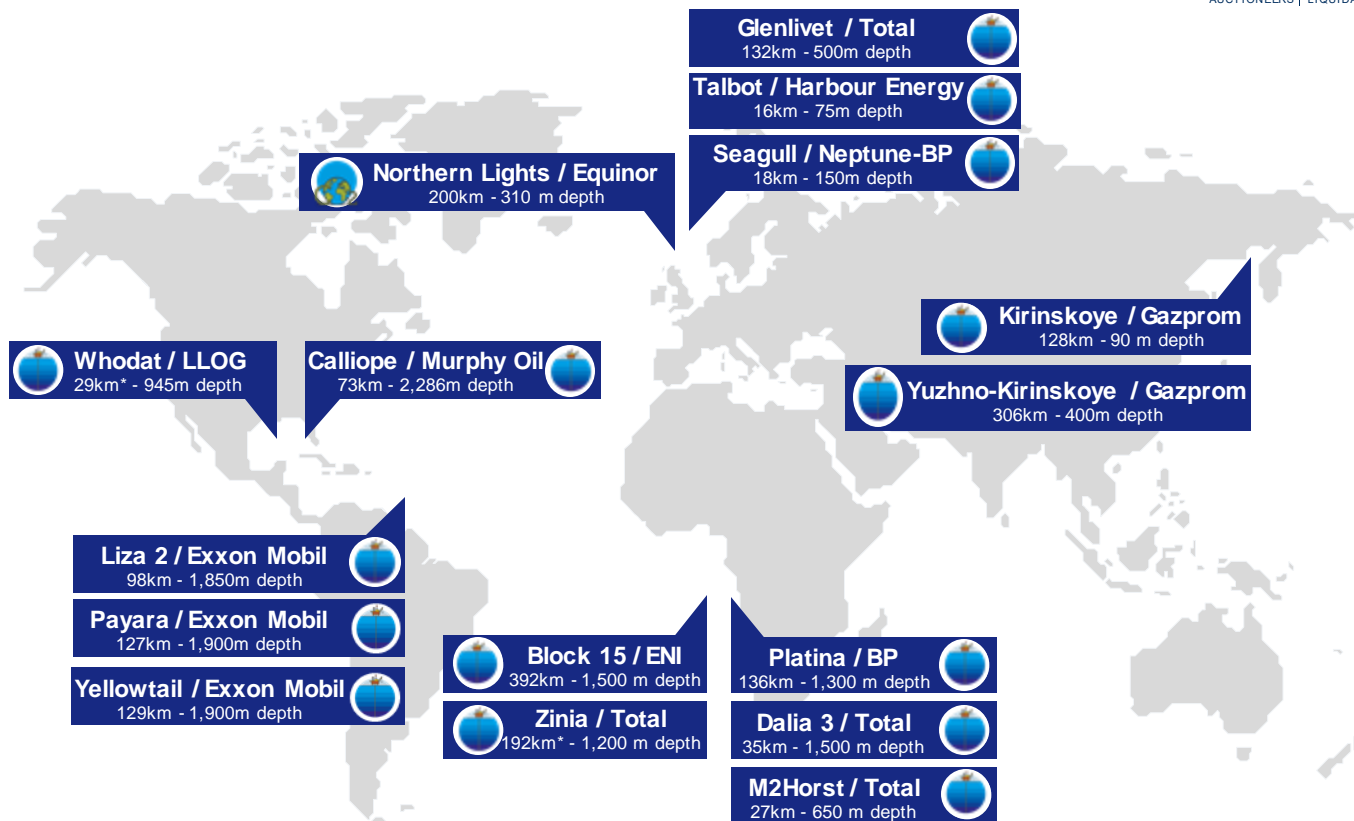 AUCTIONEERS | LIQUIDA
Glenlivet / Total
132km - 500m depth
Talbot / Harbour Energy
16km - 75m depth
Seagull / Neptune-BP
18km - 150m depth
Northern Lights / Equinor
200km - 310 m depth
Kirinskoye / Gazprom
128km - 90 m depth
Whodat / LLOG
29km* - 945m depth
Calliope / Murphy Oil
73km - 2,286m depth
Yuzhno-Kirinskoye / Gazprom
306km - 400m depth
Liza 2 / Exxon Mobil
98km - 1,850m depth
Payara / Exxon Mobil
127km - 1,900m depth
Yellowtail / Exxon Mobil
129km - 1,900m depth
Block 15 / ENI
392km - 1,500 m depth
Zinia / Total
192km* - 1,200 m depth
Platina / BP
136km - 1,300 m depth
Dalia 3 / Total
35km - 1,500 m depth
M2Horst / Total
27km - 650 m depth